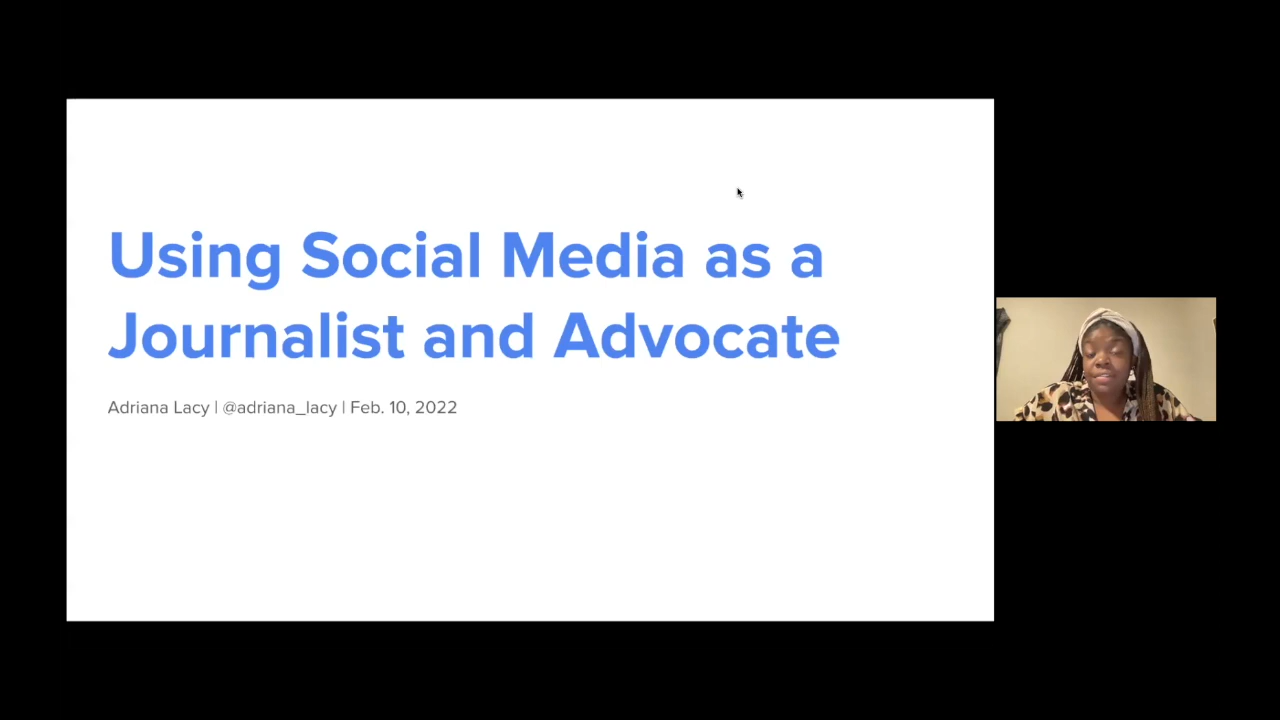 Using Social Media as a
Journalist and Advocate
Adriana Lacy | @adriana_lacy | Feb. 10, 2022